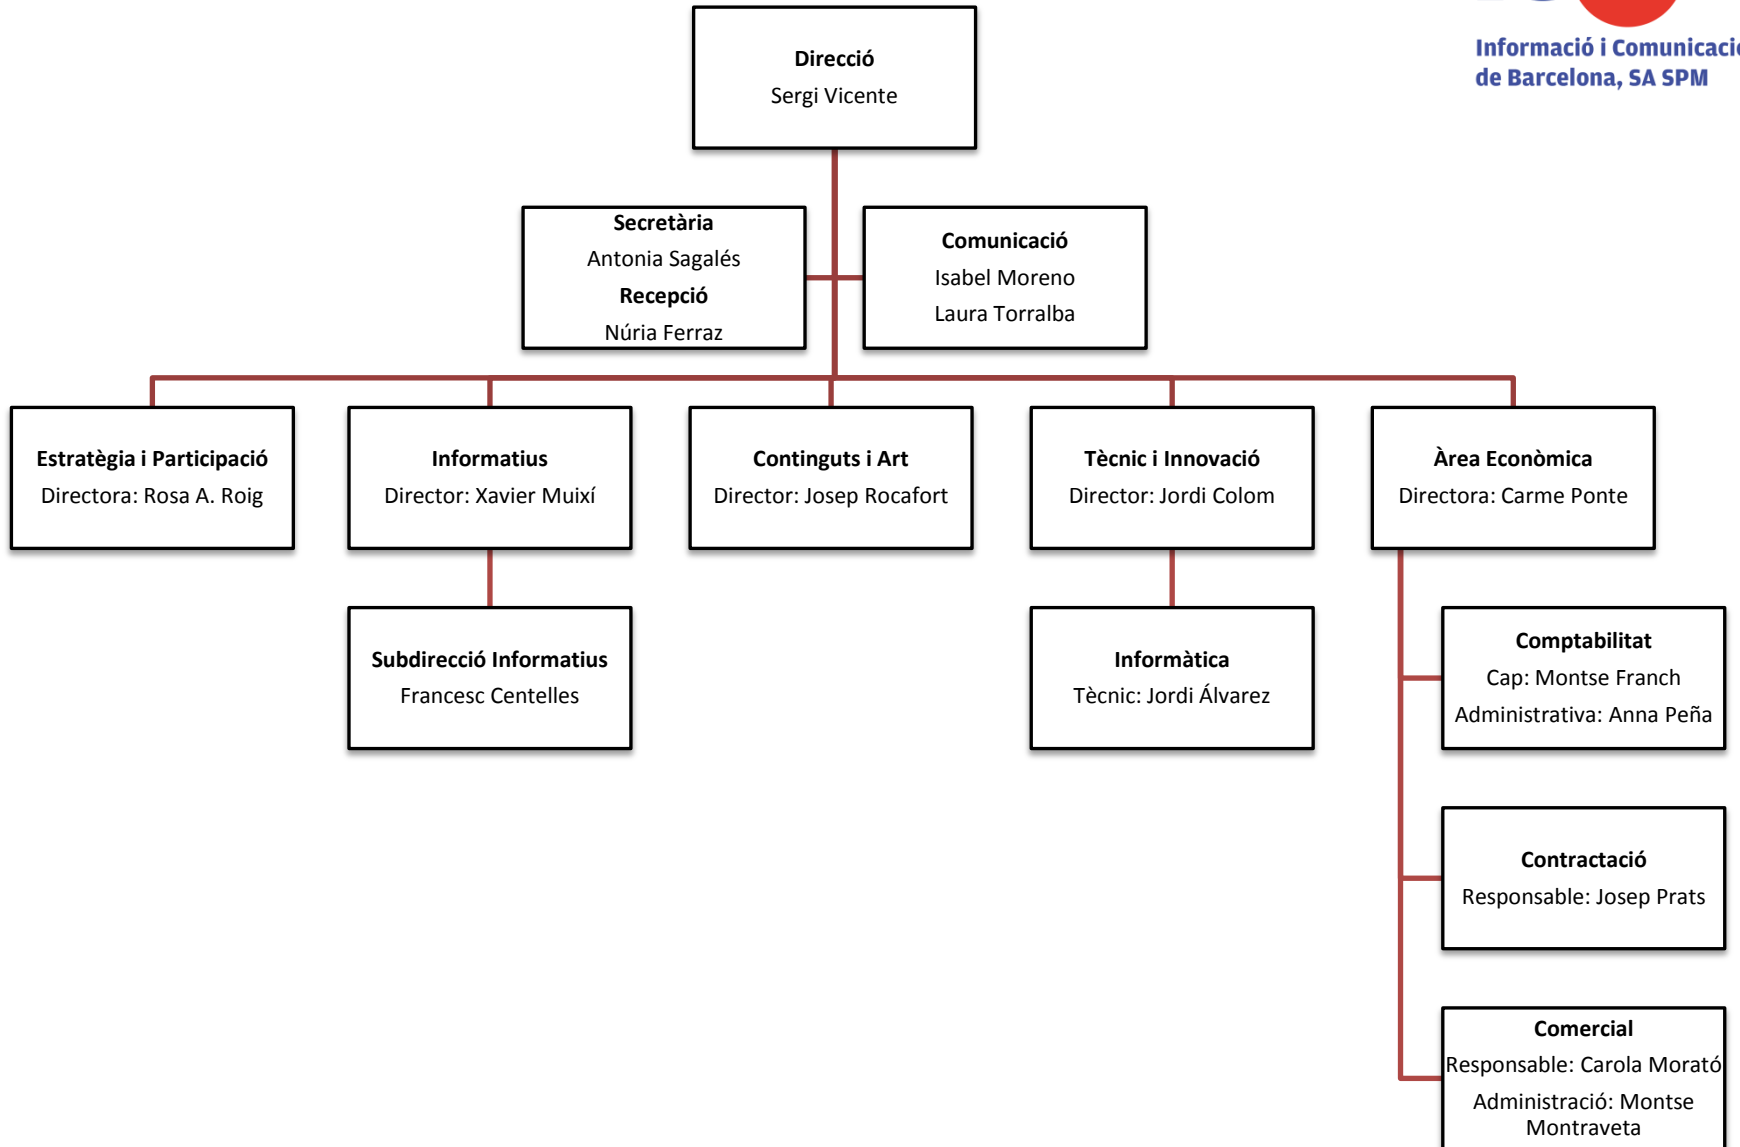 Informació i Comunicació
de Barcelona, SA SPM
Direcció
Sergi Vicente
Secretària
Antonia Sagalés
Recepció
Núria Ferraz
Comunicació
Isabel Moreno
Laura Torralba
Estratègia i Participació
Directora: Rosa A. Roig
Informatius
Director: Xavier Muixí
Continguts i Art
Director: Josep Rocafort
Tècnic i Innovació
Director: Jordi Colom
Àrea Econòmica
Directora: Carme Ponte
Subdirecció Informatius
Francesc Centelles
Informàtica
Tècnic: Jordi Álvarez
Comptabilitat
Cap: Montse Franch
Administrativa: Anna Peña
Contractació
Responsable: Josep Prats
Comercial
Responsable: Carola Morató
Administració: Montse
Montraveta